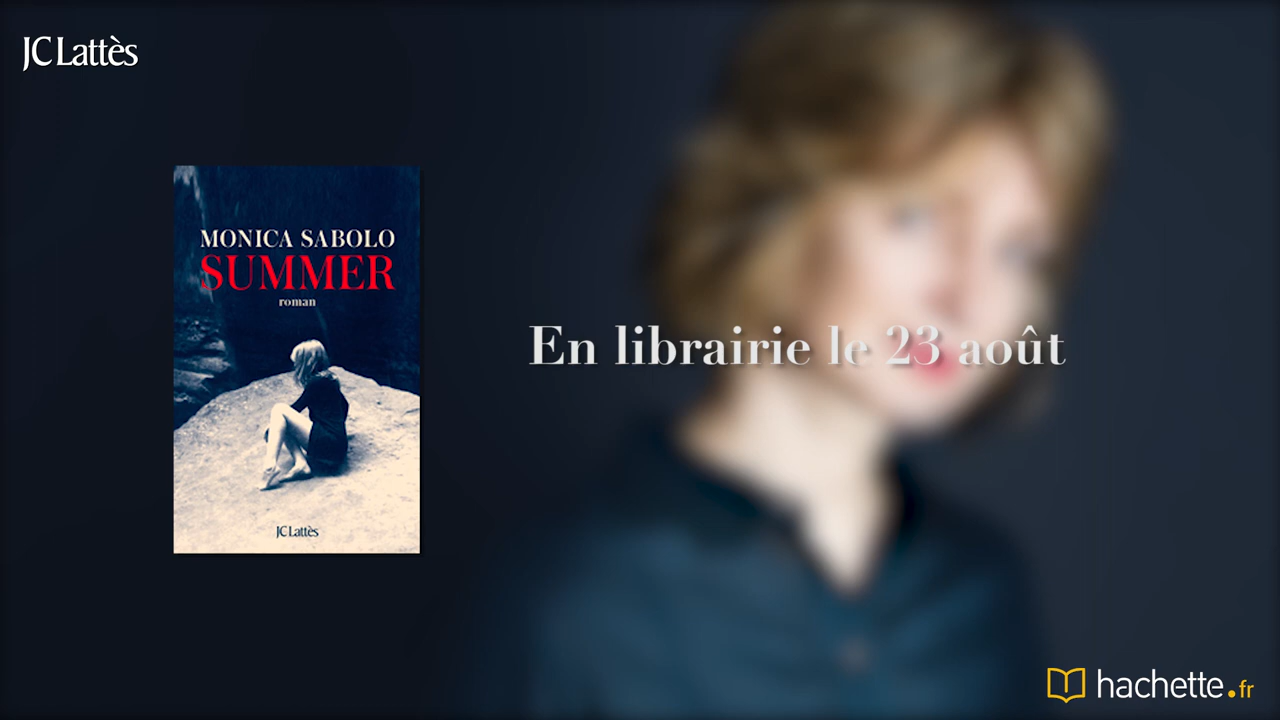 JC Lattès
MONICA SABOLO
SUMMER
roman
JC Lattès
En librairie le 23 août
hachette.fr